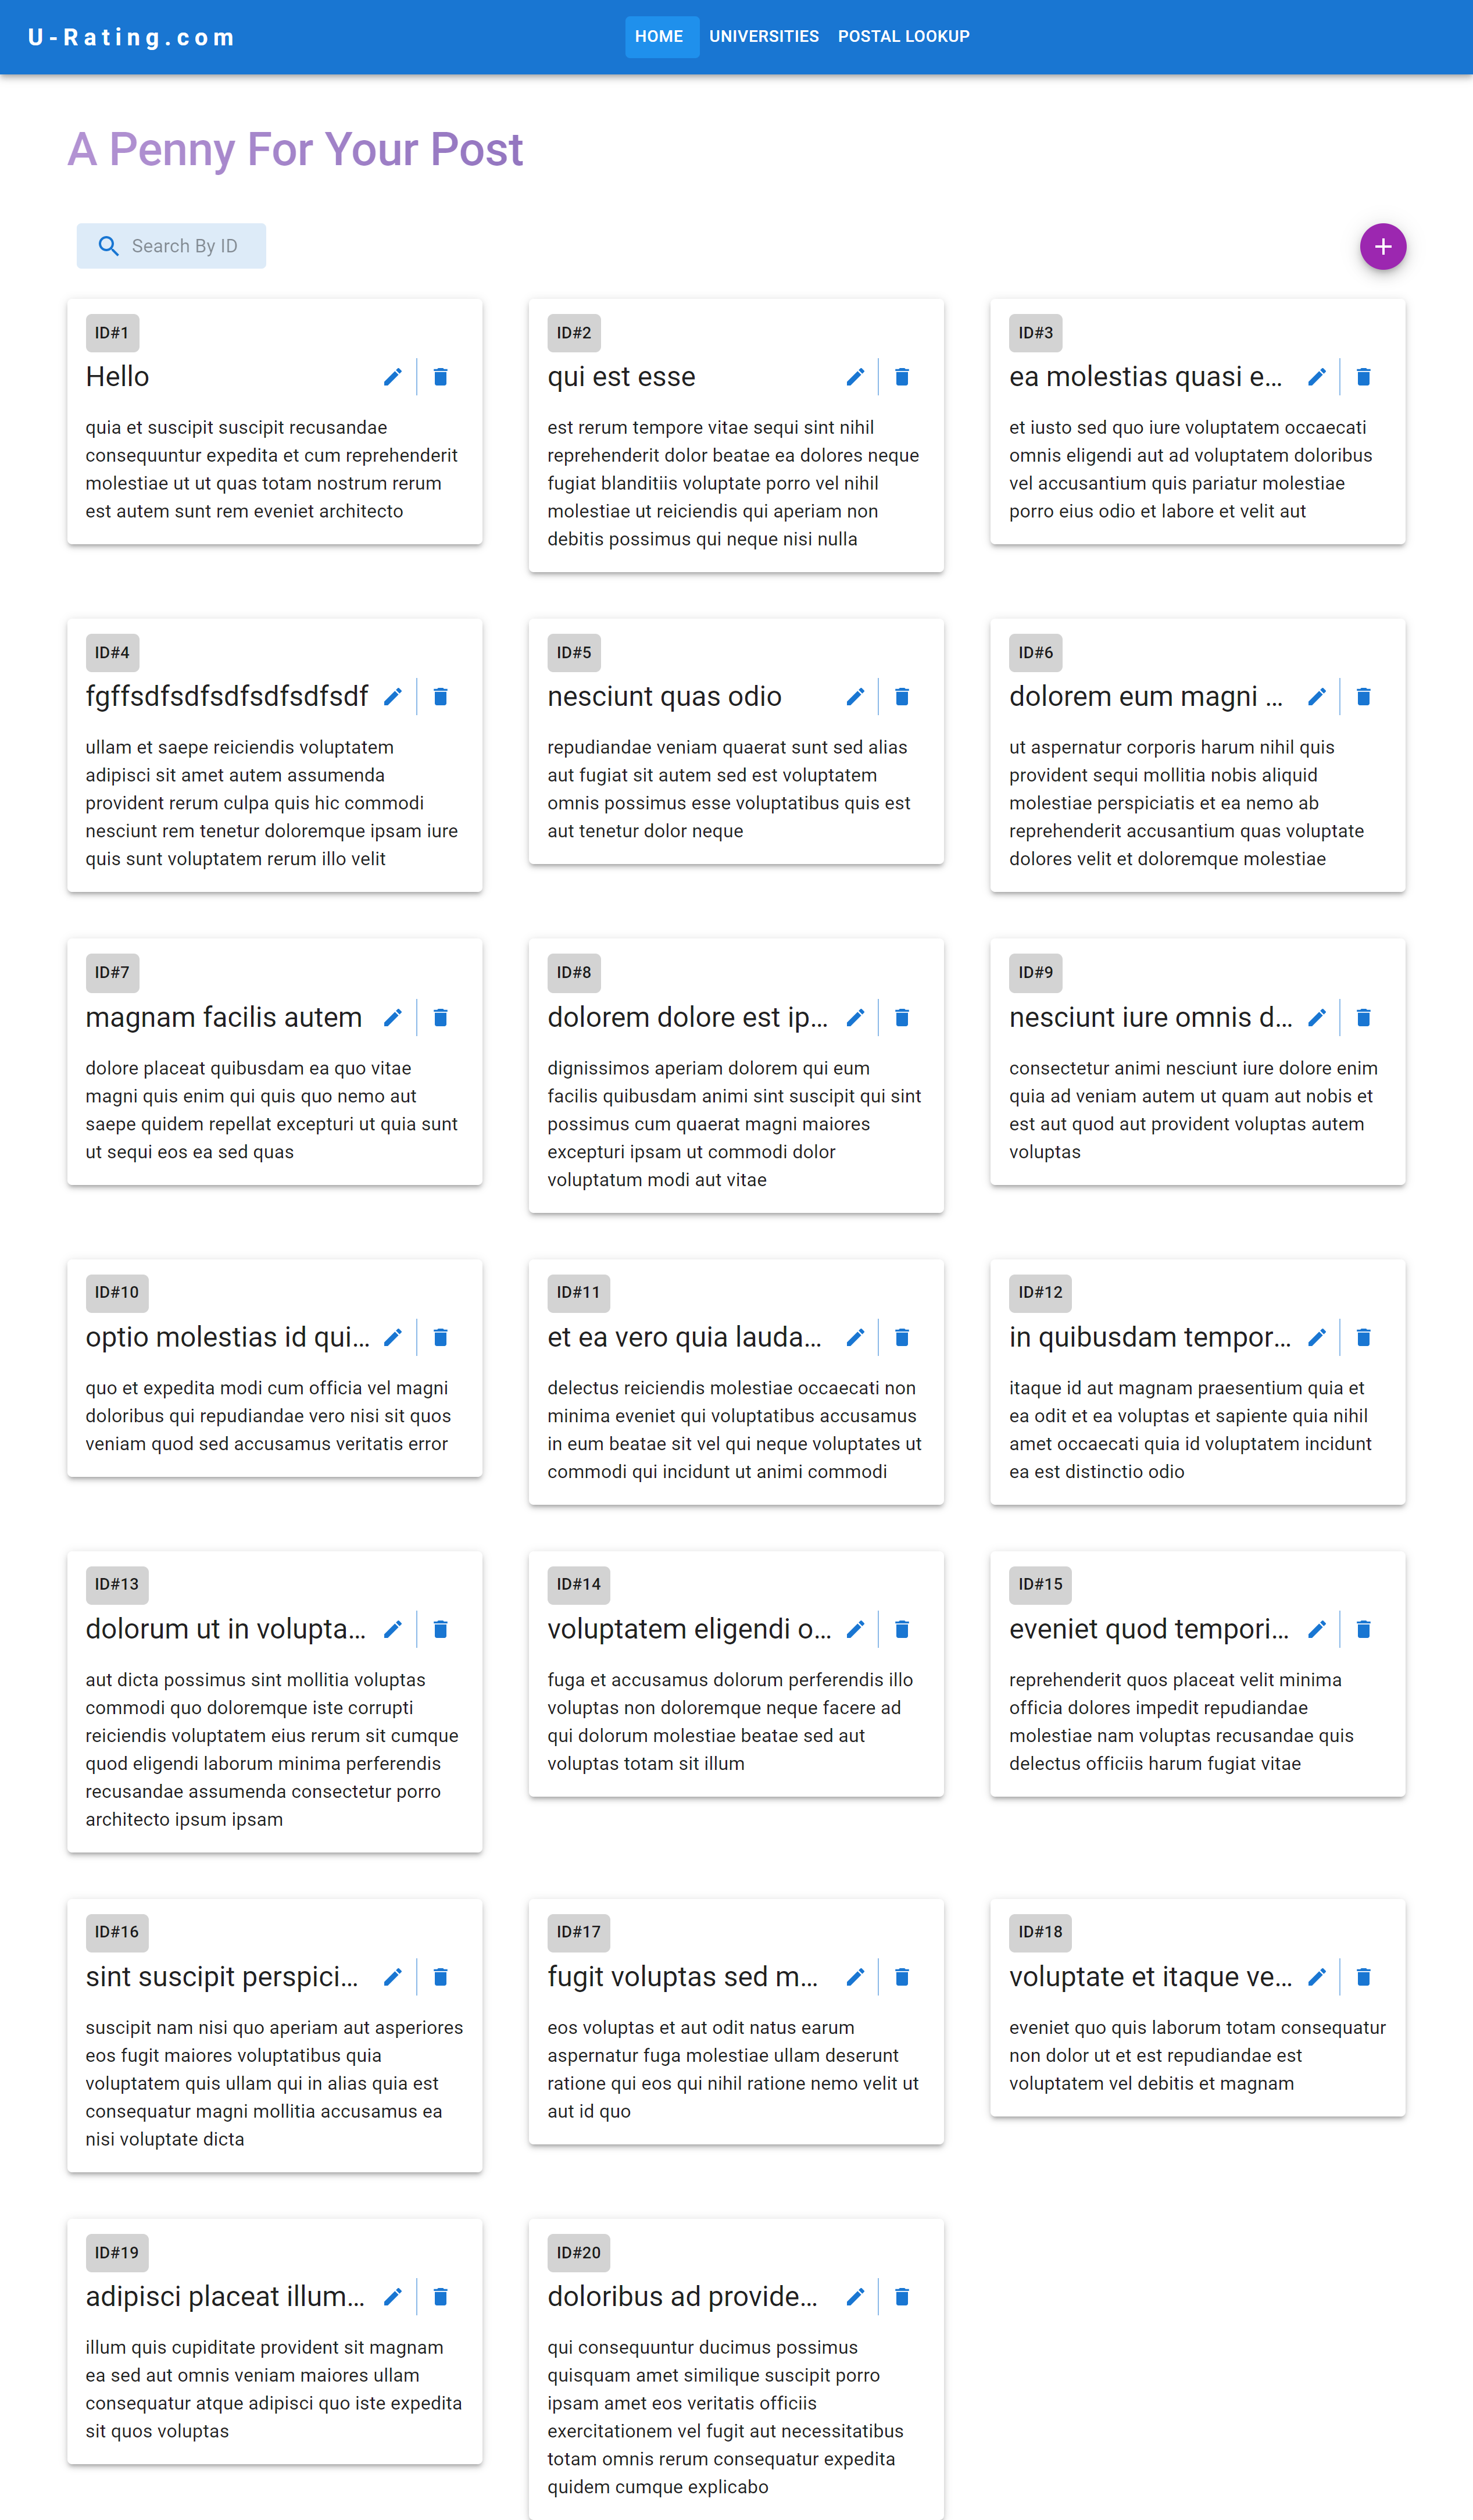 U-Rating.com
HOME
UNIVERSITIES
POSTAL LOOKUP
A Penny For Your Post
Search By ID
ID#1
Hello
quia et suscipit suscipit recusandae
consequuntur expedita et cum reprehenderit
molestiae ut ut quas totam nostrum rerum
est autem sunt rem eveniet architecto
ID#2
qui est esse
est rerum tempore vitae sequi sint nihil
reprehenderit dolor beatae ea dolores neque
fugiat blanditiis voluptate porro vel nihil
molestiae ut reiciendis qui aperiam non
debitis possimus qui neque nisi nulla
ID#3
ea molestias quasi e...
et iusto sed quo iure voluptatem occaecati
omnis eligendi aut ad voluptatem doloribus
vel accusantium quis pariatur molestiae
porro eius odio et labore et velit aut
ID#4
fgffsdfsdfsdfsdfsdfsdf
ullam et saepe reiciendis voluptatem
adipisci sit amet autem assumenda
provident rerum culpa quis hic commodi
nesciunt rem tenetur doloremque ipsam iure
quis sunt voluptatem rerum illo velit
ID#5
nesciunt quas odio
repudiandae veniam quaerat sunt sed alias
aut fugiat sit autem sed est voluptatem
omnis possimus esse voluptatibus quis est
aut tenetur dolor neque
ID#6
dolorem eum magni ...
ut aspernatur corporis harum nihil quis
provident sequi mollitia nobis aliquid
molestiae perspiciatis et ea nemo ab
reprehenderit accusantium quas voluptate
dolores velit et doloremque molestiae
ID#7
magnam facilis autem
dolore placeat quibusdam ea quo vitae
magni quis enim qui quis quo nemo aut
saepe quidem repellat excepturi ut quia sunt
ut sequi eos ea sed quas
ID#8
dolorem dolore est ip...
dignissimos aperiam dolorem qui eum
facilis quibusdam animi sint suscipit qui sint
possimus cum quaerat magni maiores
excepturi ipsam ut commodi dolor
voluptatum modi aut vitae
ID#9
nesciunt iure omnis d...
consectetur animi nesciunt iure dolore enim
quia ad veniam autem ut quam aut nobis et
est aut quod aut provident voluptas autem
voluptas
ID#10
optio molestias id qui...
quo et expedita modi cum officia vel magni
doloribus qui repudiandae vero nisi sit quos
veniam quod sed accusamus veritatis error
ID#11
et ea vero quia lauda...
delectus reiciendis molestiae occaecati non
minima eveniet qui voluptatibus accusamus
in eum beatae sit vel qui neque voluptates ut
commodi qui incidunt ut animi commodi
ID#12
in quibusdam tempor...
itaque id aut magnam praesentium quia et
ea odit et ea voluptas et sapiente quia nihil
amet occaecati quia id voluptatem incidunt
ea est distinctio odio
ID#13
dolorum ut in volupta...
aut dicta possimus sint mollitia voluptas
commodi quo doloremque iste corrupti
reiciendis voluptatem eius rerum sit cumque
quod eligendi laborum minima perferendis
recusandae assumenda consectetur porro
architecto ipsum ipsam
ID#14
voluptatem eligendi o...
fuga et accusamus dolorum perferendis illo
voluptas non doloremque neque facere ad
qui dolorum molestiae beatae sed aut
voluptas totam sit illum
ID#15
eveniet quod tempori...
reprehenderit quos placeat velit minima
officia dolores impedit repudiandae
molestiae nam voluptas recusandae quis
delectus officiis harum fugiat vitae
ID#16
sint suscipit perspici...
suscipit nam nisi quo aperiam aut asperiores
eos fugit maiores voluptatibus quia
voluptatem quis ullam qui in alias quia est
consequatur magni mollitia accusamus ea
nisi voluptate dicta
ID#17
fugit voluptas sed m...
eos voluptas et aut odit natus earum
aspernatur fuga molestiae ullam deserunt
ratione qui eos qui nihil ratione nemo velit ut
aut id quo
ID#18
voluptate et itaque ve...
eveniet quo quis laborum totam consequatur
non dolor ut et est repudiandae est
voluptatem vel debitis et magnam
ID#19
adipisci placeat illum...
illum quis cupiditate provident sit magnam
ea sed aut omnis veniam maiores ullam
consequatur atque adipisci quo iste expedita
sit quos voluptas
ID#20
doloribus ad provide...
qui consequuntur ducimus possimus
quisquam amet similique suscipit porro
ipsam amet eos veritatis officiis
exercitationem vel fugit aut necessitatibus
totam omnis rerum consequatur expedita
quidem cumque explicabo